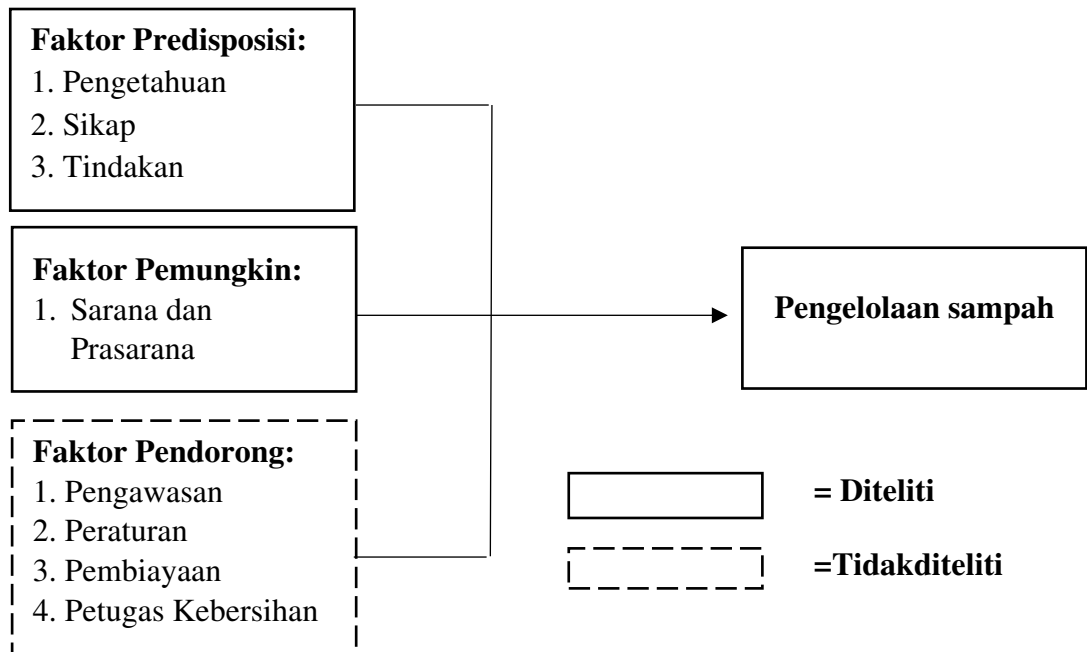 Faktor Predisposisi:
1. Pengetahuan
2. Sikap
3. Tindakan
Faktor Pemungkin:
1. Sarana dan
Prasarana
Pengelolaan sampah
Faktor Pendorong:
1. Pengawasan
2. Peraturan
3. Pembiayaan
4. Petugas Kebersihan
= Diteliti
=Tidakditeliti